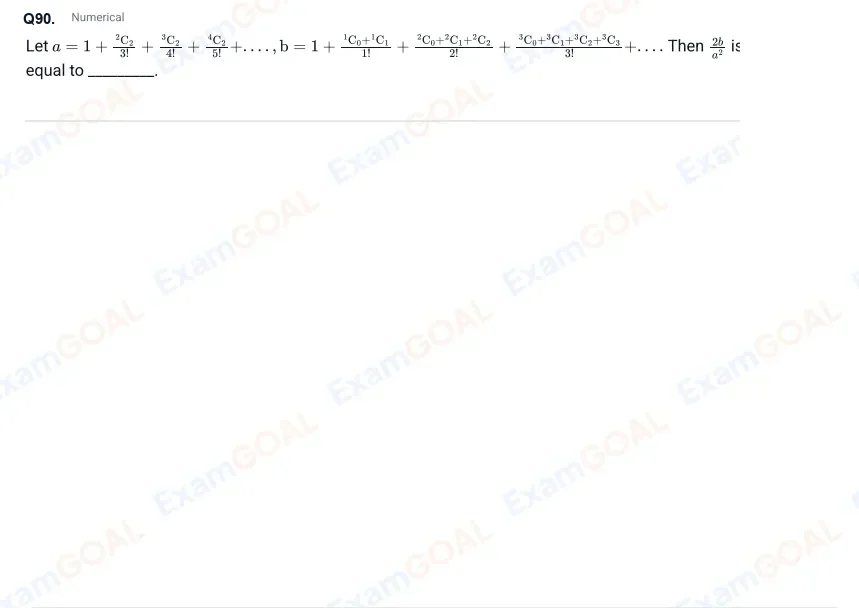 Q90. Numerical
Let a = 1 + ²C₂/3! + ³C₂/4! + ⁴C₂/5! +...., b = 1 + (¹C₀+¹C₁)/1! + (²C₀+²C₁+²C₂)/2! + (³C₀+³C₁+³C₂+³C₃)/3! +.... Then 2b/a² is
equal to ________.
ExamGOAL